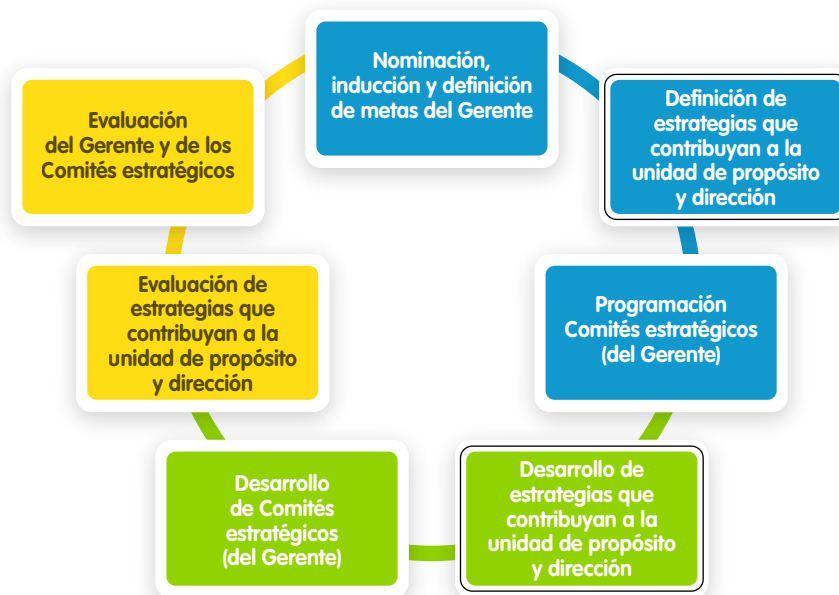 Nominación,
inducción y definición
de metas del Gerente
Definición de
estrategias que
contribuyan a la
unidad de propósito
y dirección
Programación
Comités estratégicos
(del Gerente)
Desarrollo de
estrategias que
contribuyan a la
unidad de propósito
y dirección
Desarrollo
de Comités
estratégicos
(del Gerente)
Evaluación de
estrategias que
contribuyan a la
unidad de propósito
y dirección
Evaluación
del Gerente y de los
Comités estratégicos